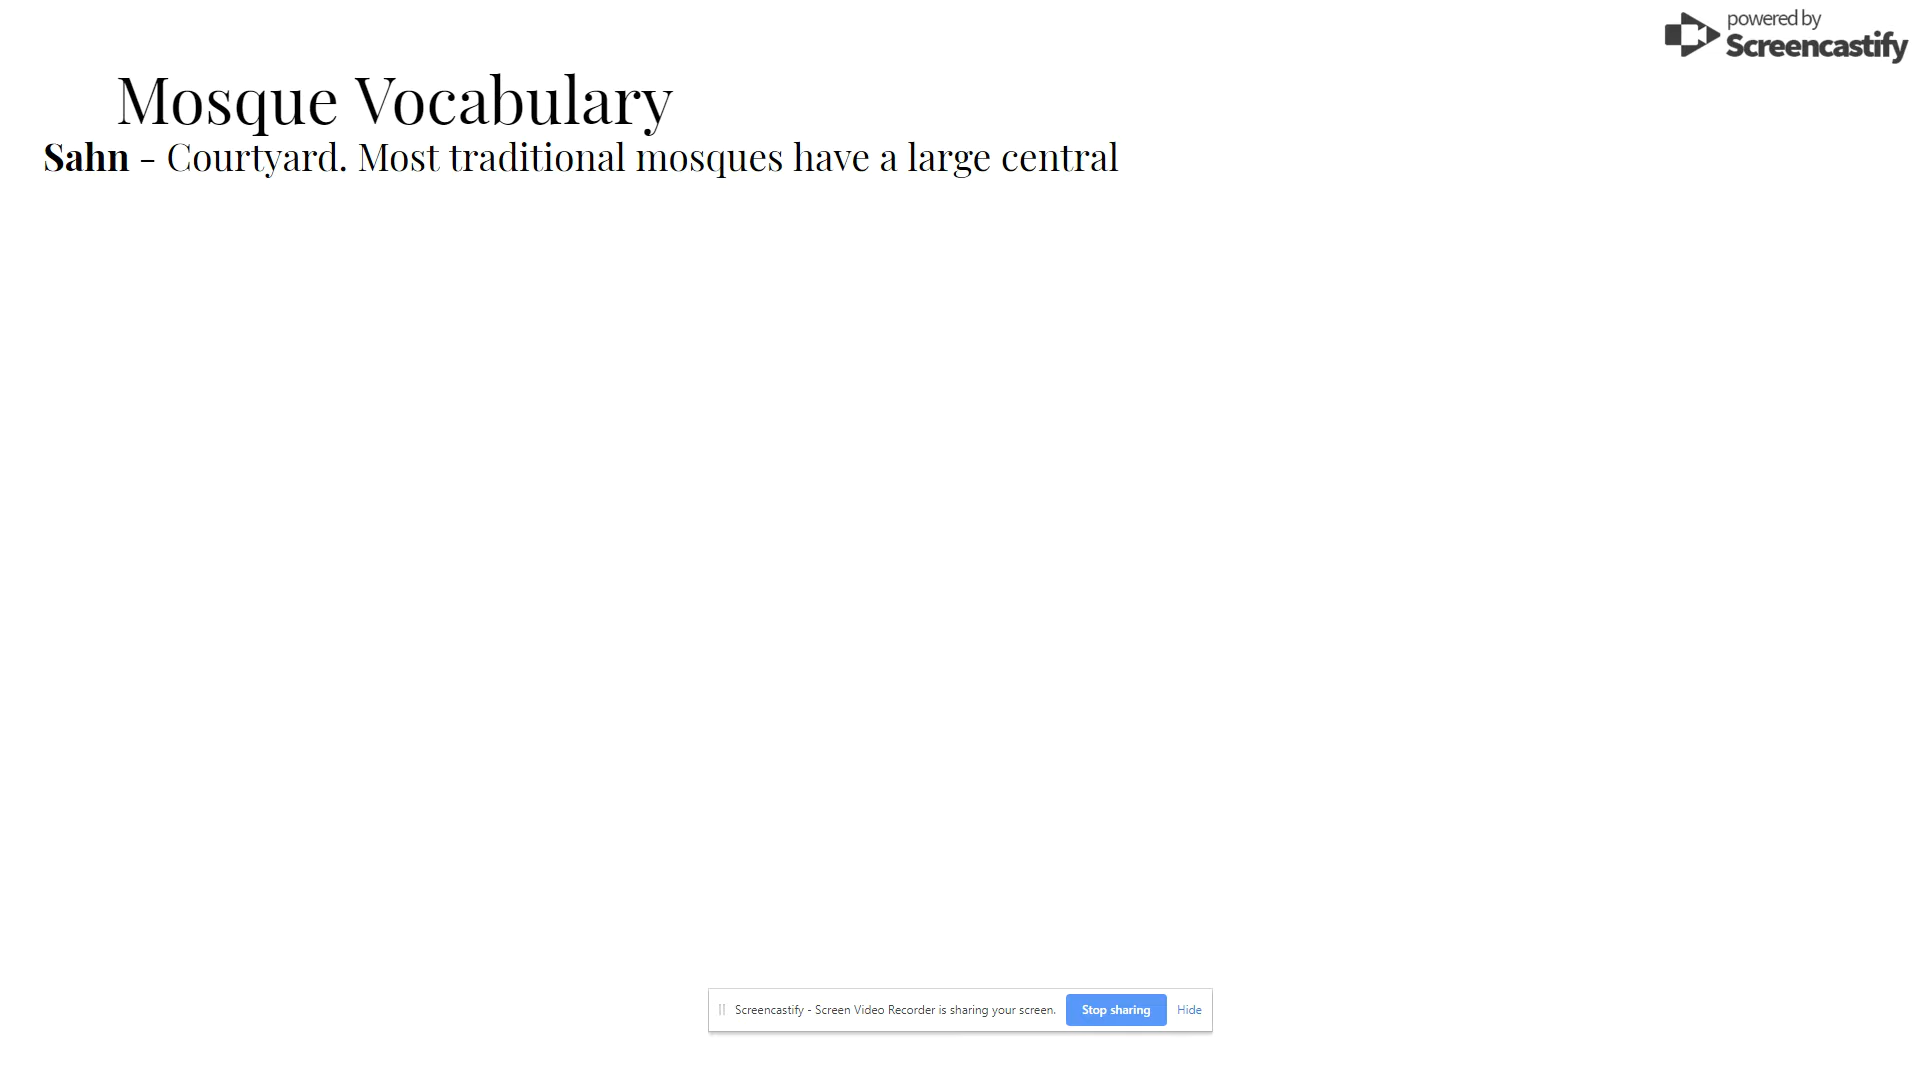 powered by
Screencastify
Mosque Vocabulary
Sahn - Courtyard. Most traditional mosques have a large central
Screencastify - Screen Video Recorder is sharing your screen. Stop sharing Hide